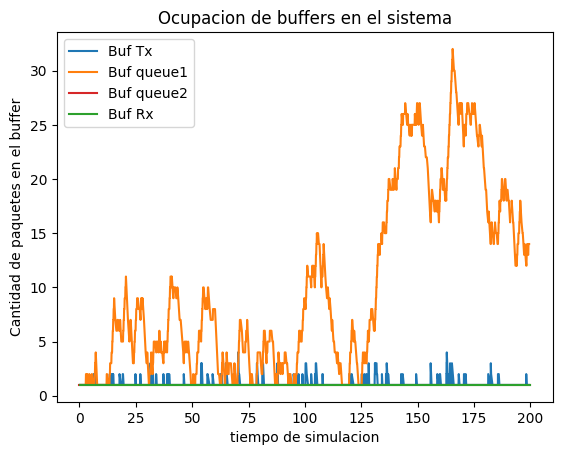 Ocupacion de buffers en el sistema
Buf Tx
Buf queue1
Buf queue2
Buf Rx
Cantidad de paquetes en el buffer
30
25
20
15
10
5
0
0 25 50 75 100 125 150 175 200
tiempo de simulacion